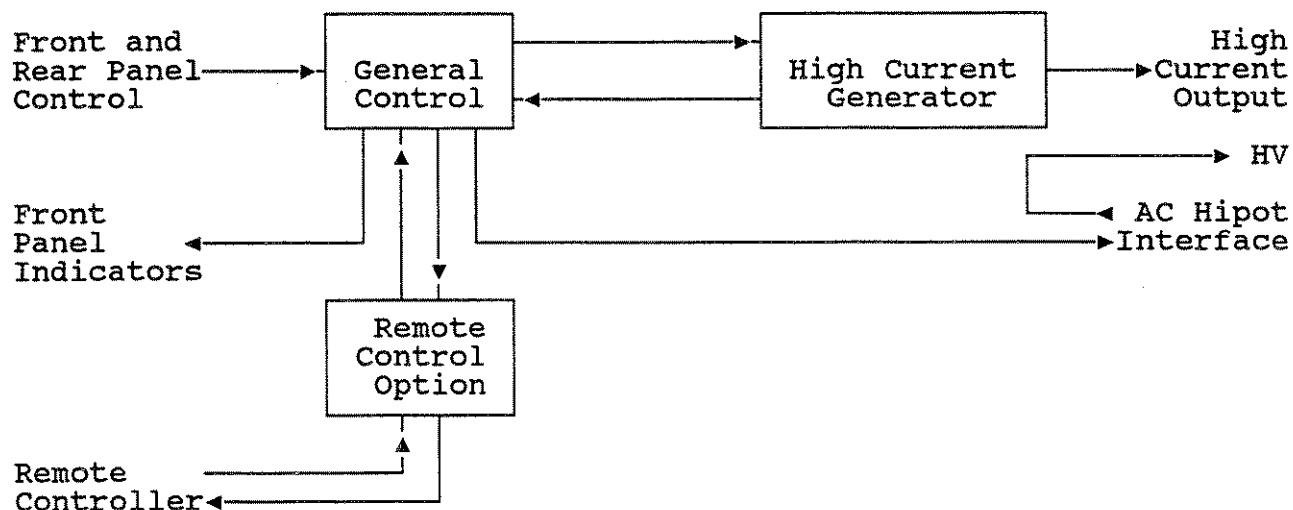 Front and
Rear Panel
Control
General
Control
High Current
Generator
High
Current
Output
HV
AC Hipot
Interface
Front
Panel
Indicators
Remote
Control
Option
Remote
Controller